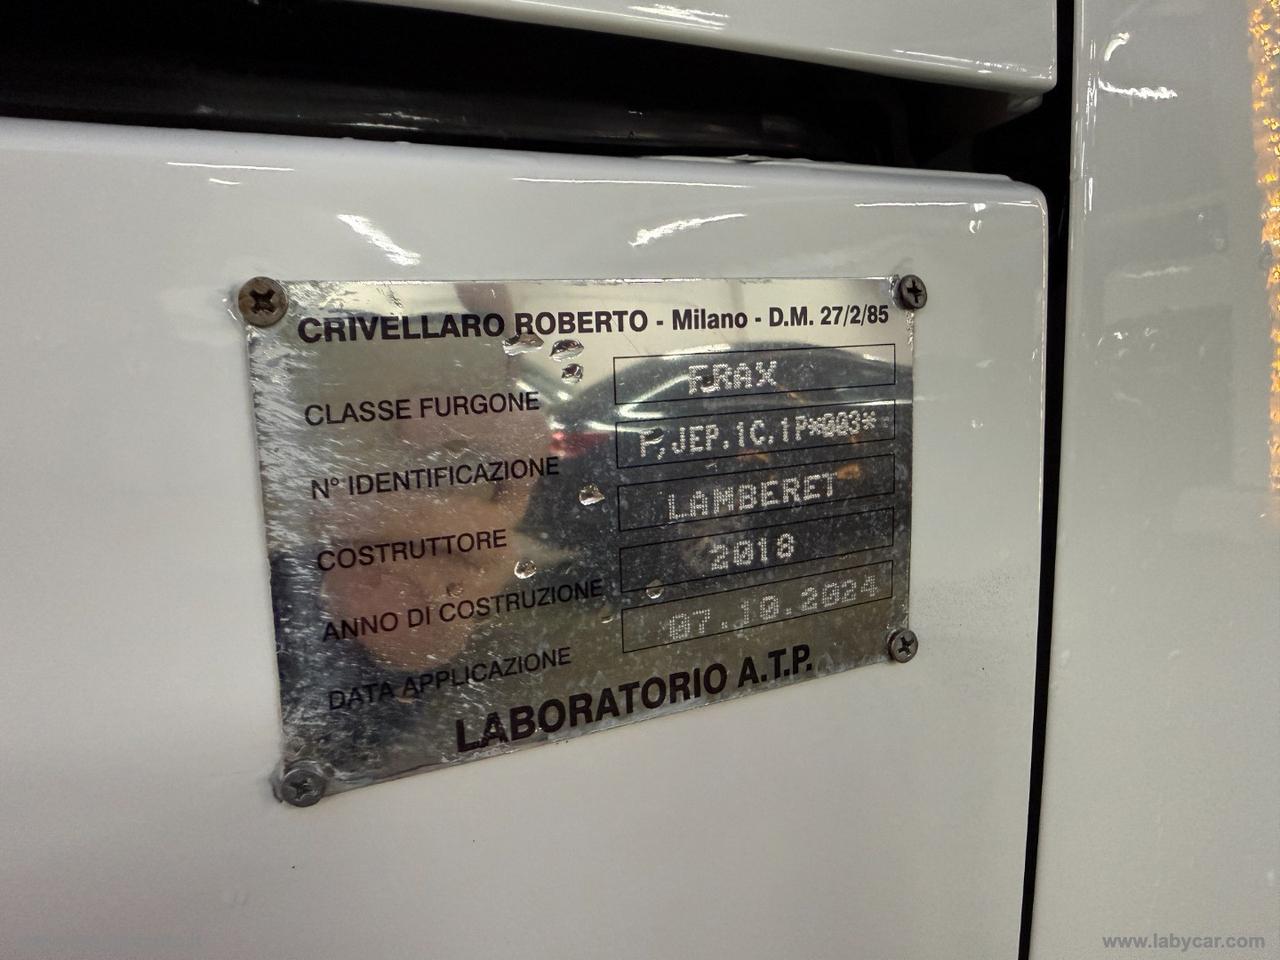 CRIVELLARO ROBERTO - Milano - D.M. 27/2/85
CLASSE FURGONE FRAX
N° IDENTIFICAZIONE
COSTRUTTORE LAMBERET
ANNO DI COSTRUZIONE 2018
DATA APPLICAZIONE 07.10.2024
LABORATORIO A.T.P.
www.labycar.com